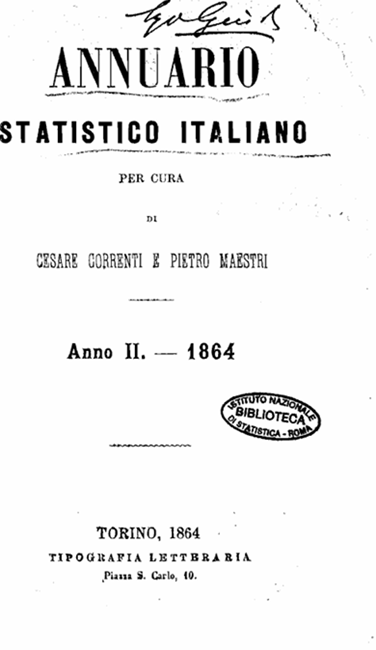 ANNUARIO
STATISTICO ITALIANO
PER CURA
DI
CESARE CORRENTI E PIETRO MAESTRI
Anno II. — 1864
ISTITUTO NAZIONALE
BIBLIOTECA
DI STATISTICA - ROMA
TORINO, 1864
TIPOGRAFIA LETTERARIA
Piazza S. Carlo, 10.